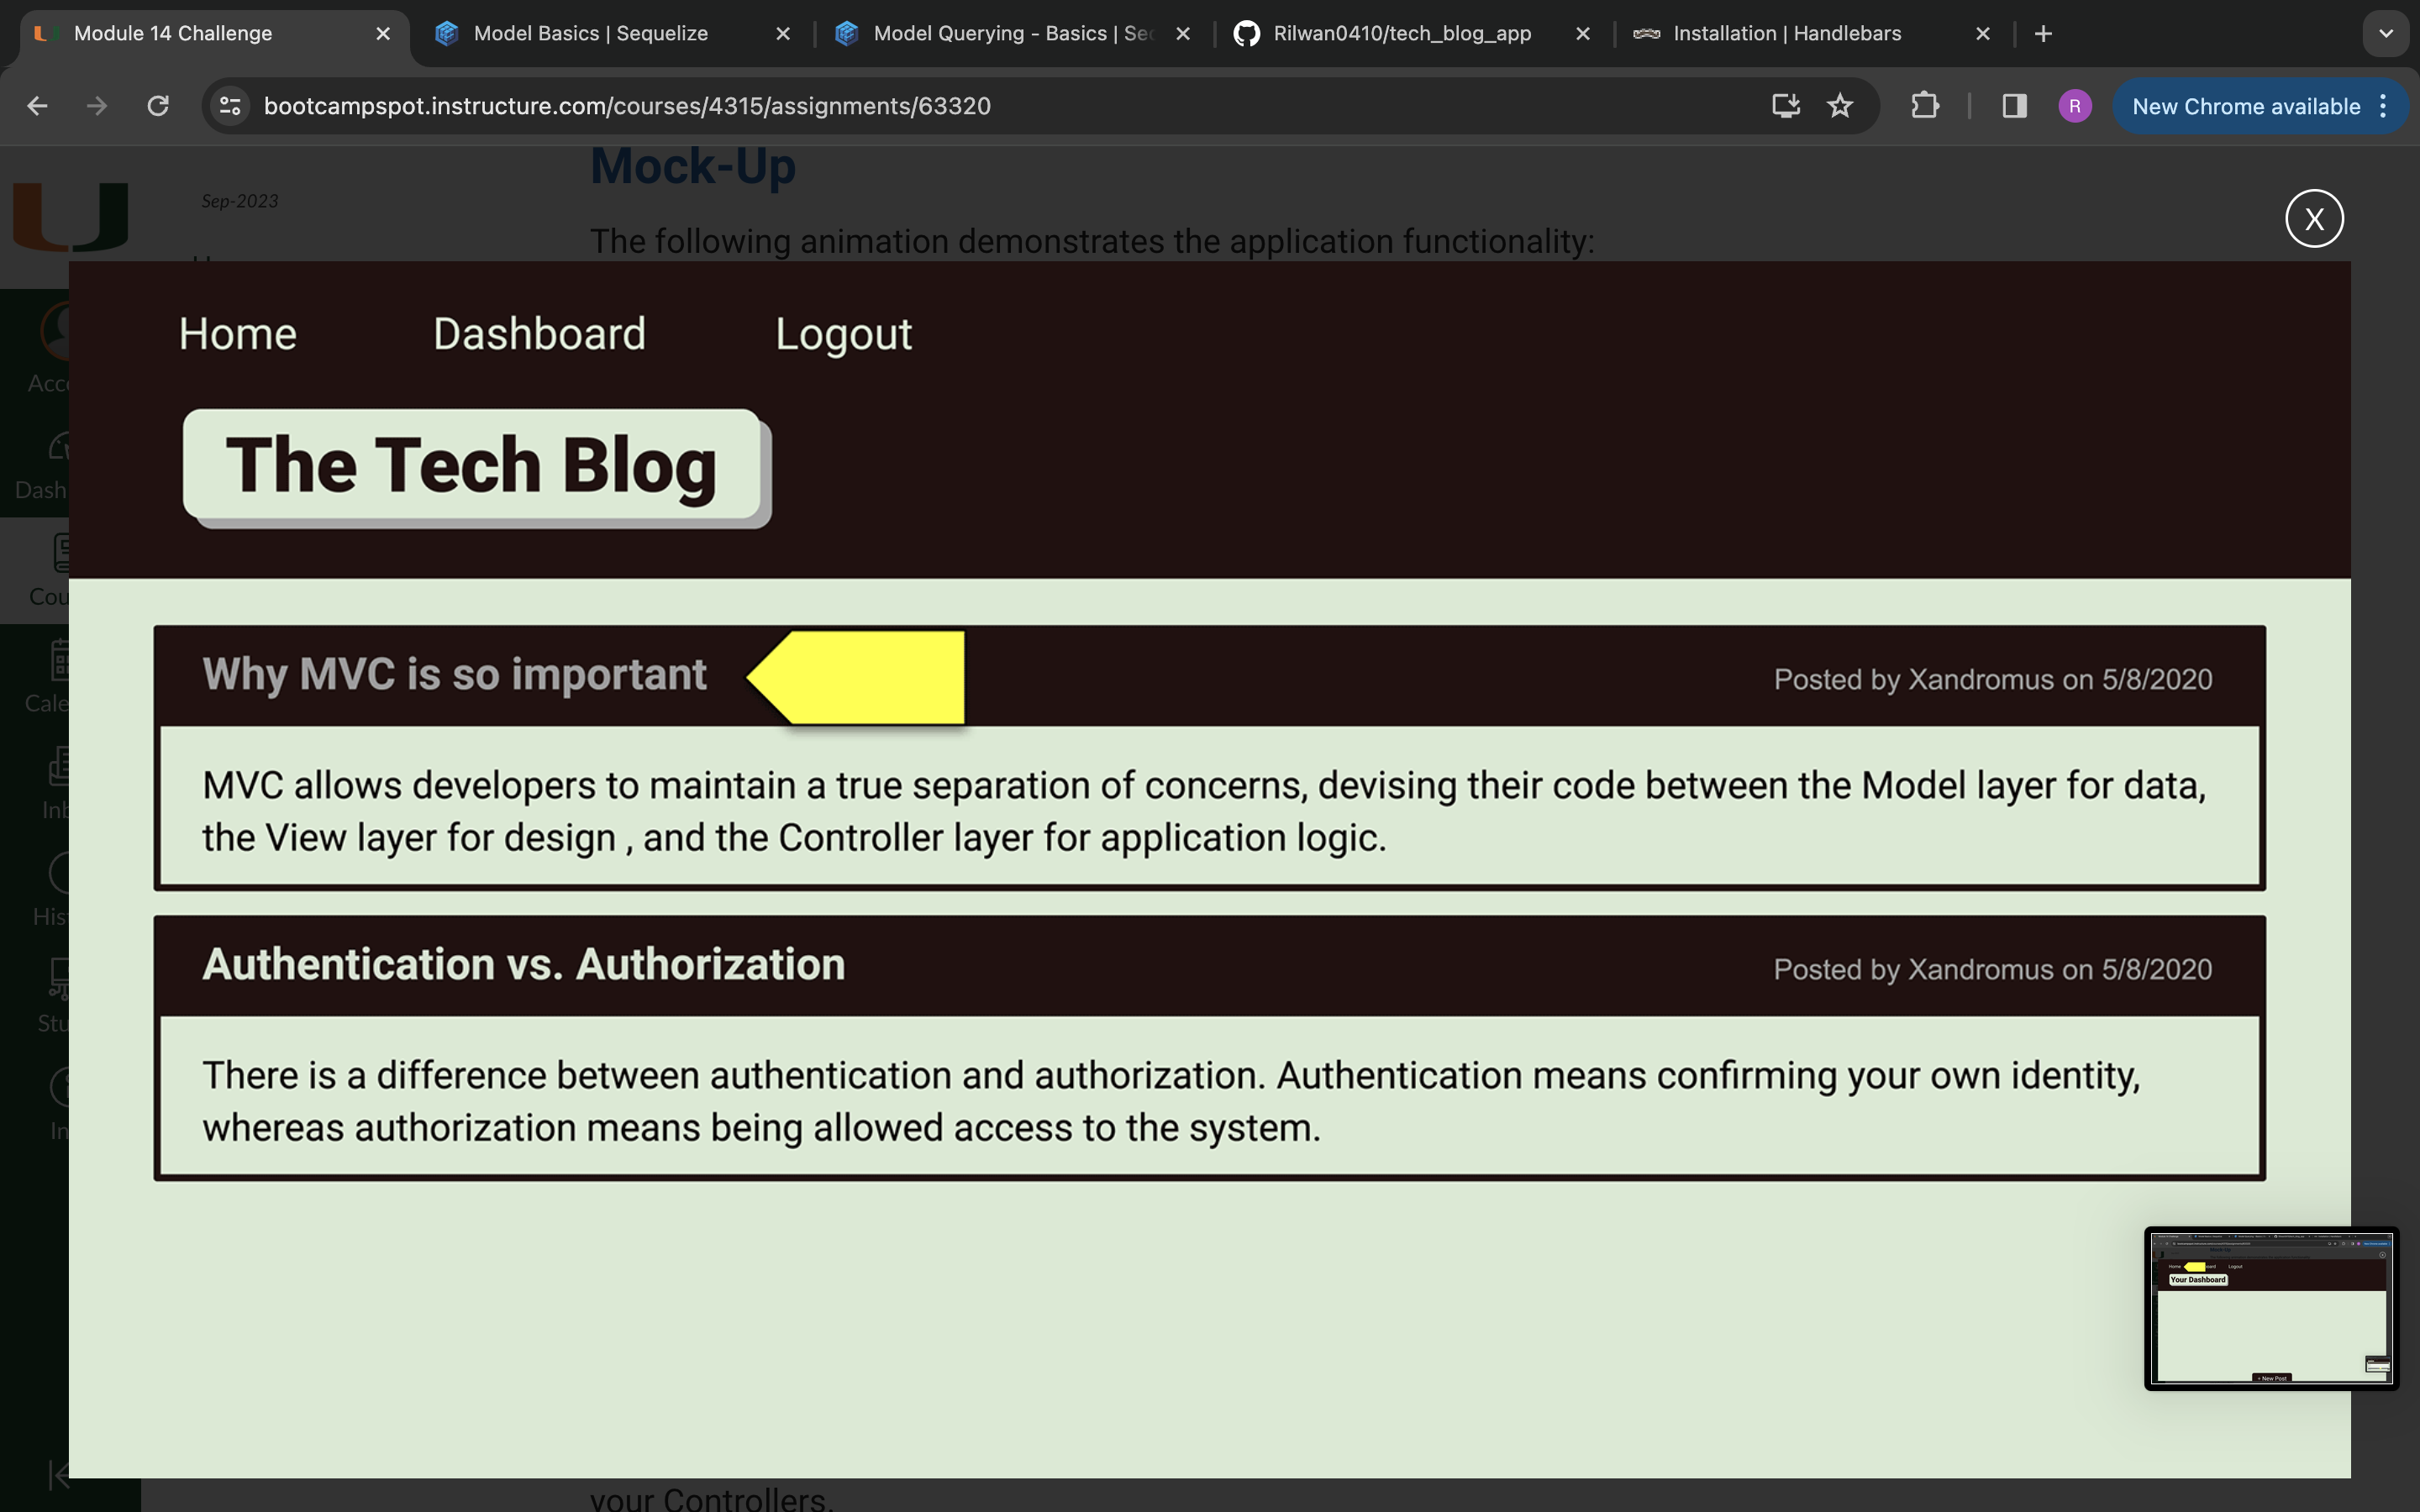 Module 14 Challenge
Model Basics | Sequelize
Model Querying - Basics | Sec
Rilwan0410/tech_blog_app
Installation | Handlebars
bootcampspot.instructure.com/courses/4315/assignments/63320
R
New Chrome available
Mock-Up
Sep-2023
The following animation demonstrates the application functionality:
X
Home Dashboard Logout
The Tech Blog
Why MVC is so important
Posted by Xandromus on 5/8/2020
MVC allows developers to maintain a true separation of concerns, devising their code between the Model layer for data,
the View layer for design , and the Controller layer for application logic.
Authentication vs. Authorization
Posted by Xandromus on 5/8/2020
There is a difference between authentication and authorization. Authentication means confirming your own identity,
whereas authorization means being allowed access to the system.
Acc
Dash
Cou
Cale
Inb
His
Stu
Home Logout
Your Dashboard
+ New Post
your Controllers.